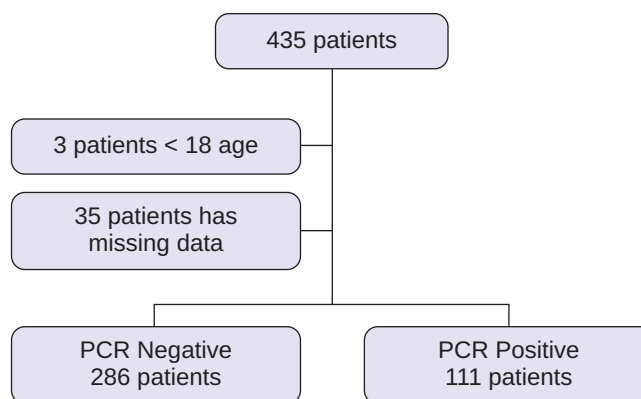 435 patients
3 patients < 18 age
35 patients has
missing data
PCR Negative
286 patients
PCR Positive
111 patients